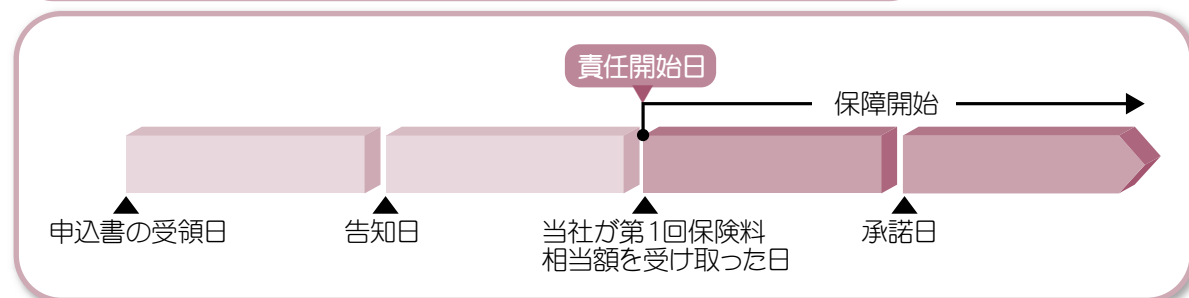 責任開始日
保障開始
申込書の受領日
告知日
当社が第1回保険料
相当額を受け取った日
承諾日